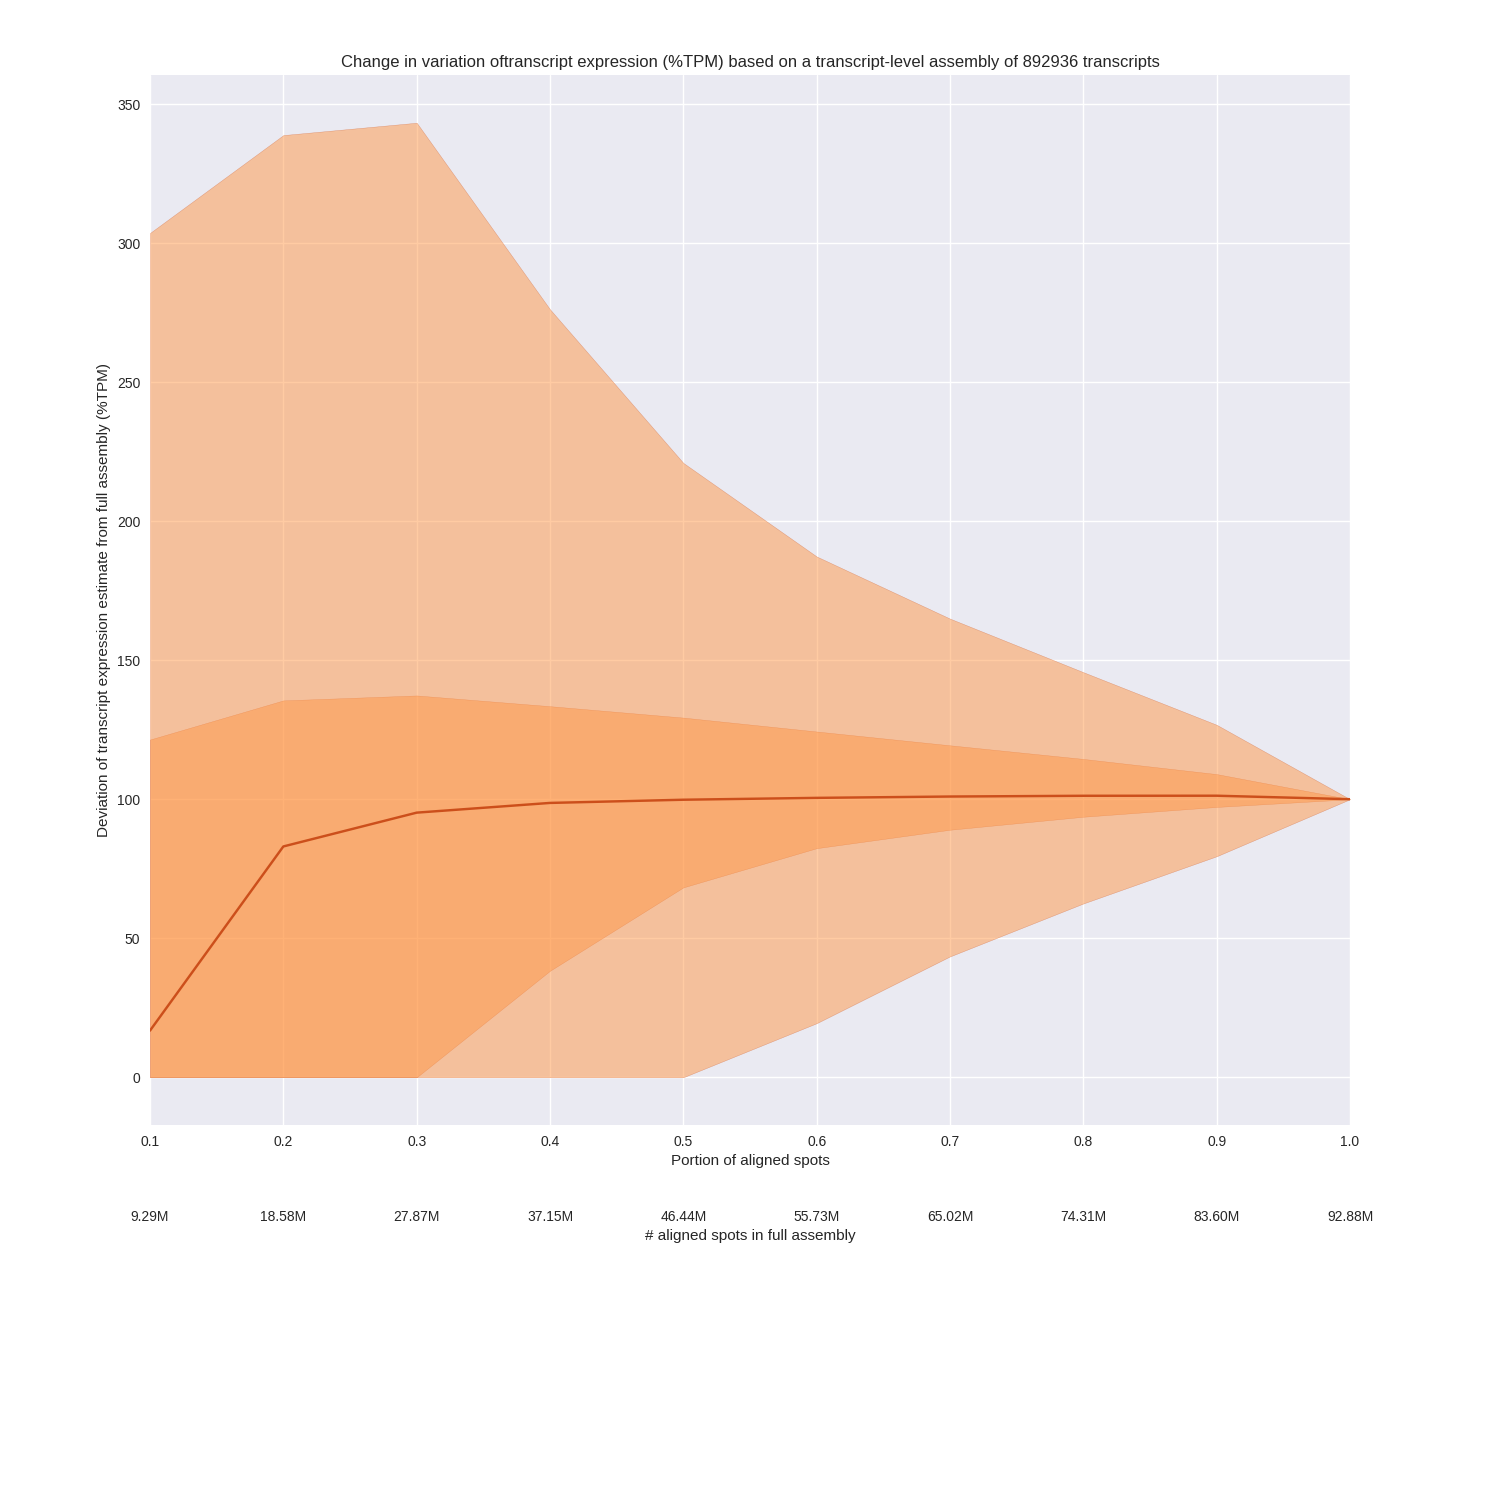 Change in variation oftranscript expression (%TPM) based on a transcript-level assembly of 892936 transcripts
Deviation of transcript expression estimate from full assembly (%TPM)
350
300
250
200
150
100
50
0
0.1 0.2 0.3 0.4 0.5 0.6 0.7 0.8 0.9 1.0
Portion of aligned spots
9.29M 18.58M 27.87M 37.15M 46.44M 55.73M 65.02M 74.31M 83.60M 92.88M
# aligned spots in full assembly